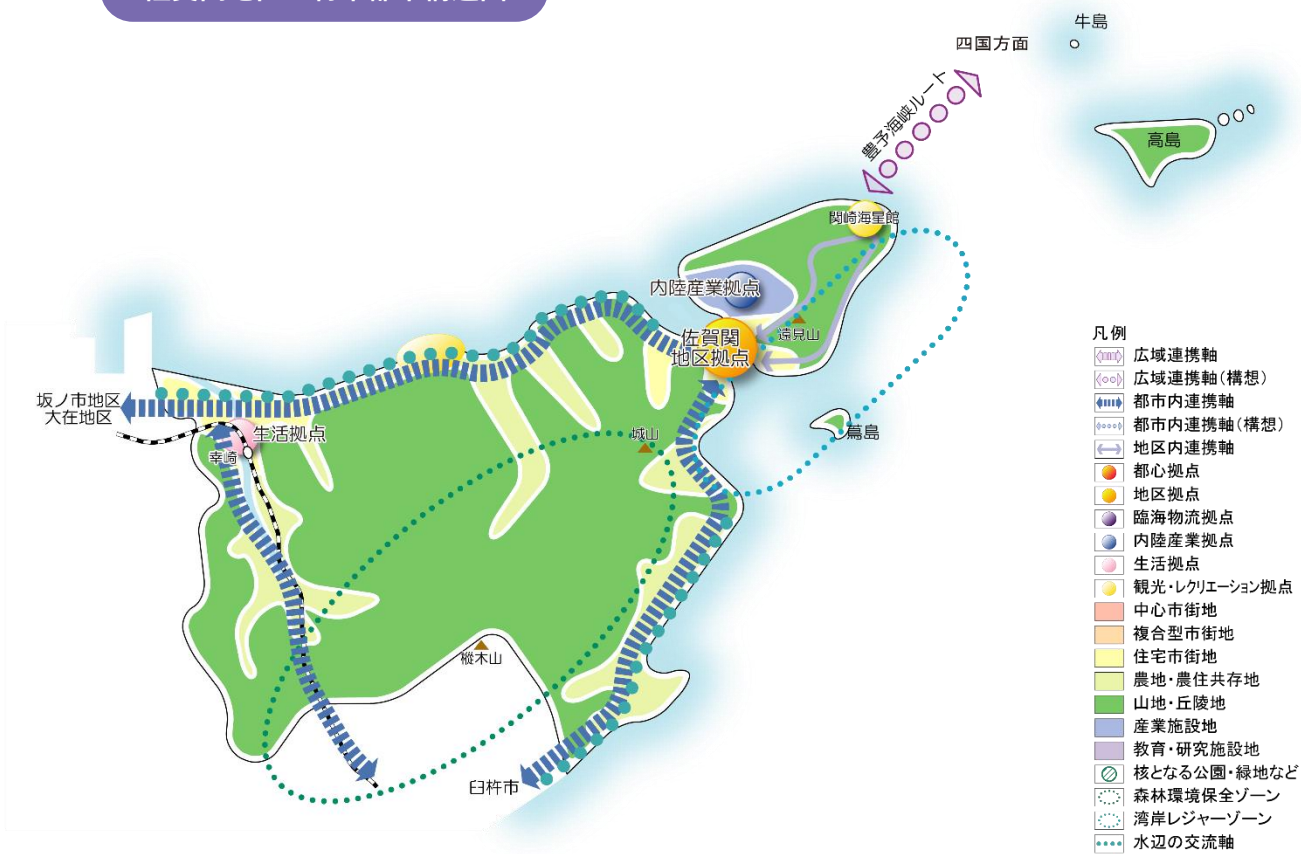 牛島
四国方面
豊予海峡ルート
高島
関崎海星館
内陸産業拠点
佐賀関
地区拠点
遠見山
坂ノ市地区
大在地区
生活拠点
幸崎
城山
蔦島
樅木山
臼杵市
凡例
広域連携軸
広域連携軸(構想)
都市内連携軸
都市内連携軸(構想)
地区内連携軸
都心拠点
地区拠点
臨海物流拠点
内陸産業拠点
生活拠点
観光・レクリエーション拠点
中心市街地
複合型市街地
住宅市街地
農地・農住共存地
山地・丘陵地
産業施設地
教育・研究施設地
核となる公園・緑地など
森林環境保全ゾーン
湾岸レジャーゾーン
水辺の交流軸